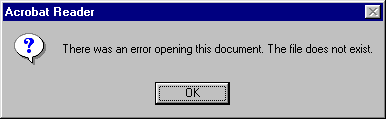 Acrobat Reader
There was an error opening this document. The file does not exist.
OK